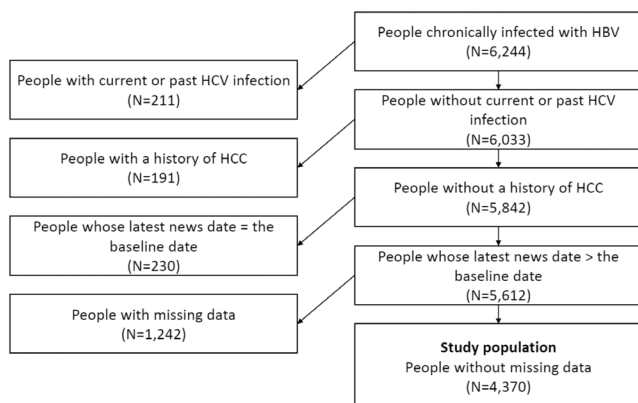 People chronically infected with HBV
(N=6,244)
People with current or past HCV infection
(N=211)
People without current or past HCV
infection
(N=6,033)
People with a history of HCC
(N=191)
People without a history of HCC
(N=5,842)
People whose latest news date = the
baseline date
(N=230)
People whose latest news date > the
baseline date
(N=5,612)
People with missing data
(N=1,242)
Study population
People without missing data
(N=4,370)